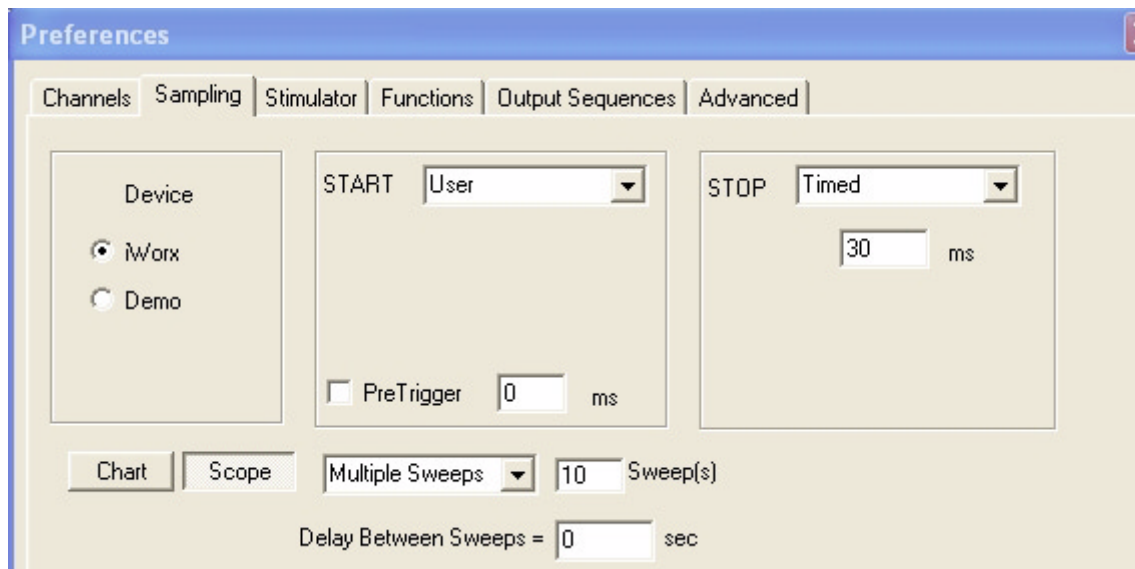 Preferences
Channels Sampling Stimulator Functions Output Sequences Advanced
Device
iWorx
Demo
START User
PreTrigger 0 ms
STOP Timed
30 ms
Chart Scope Multiple Sweeps 10 Sweep(s)
Delay Between Sweeps = 0 sec